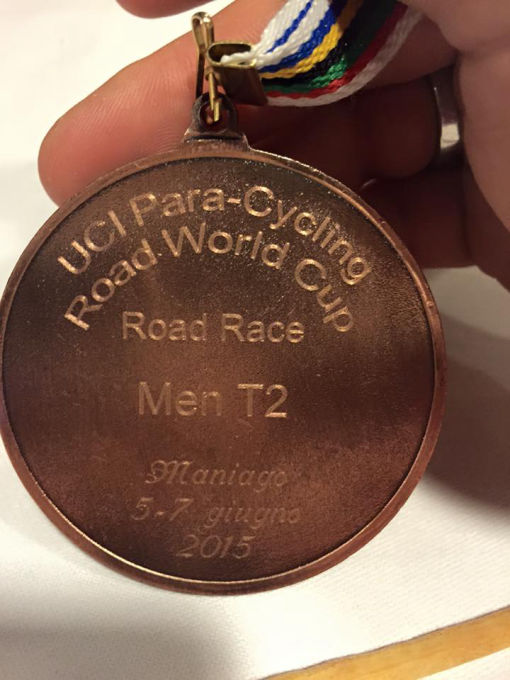 UCI Para-Cycling
Road World Cup
Road Race
Men T2
Maniago
5-7 giugno
2015